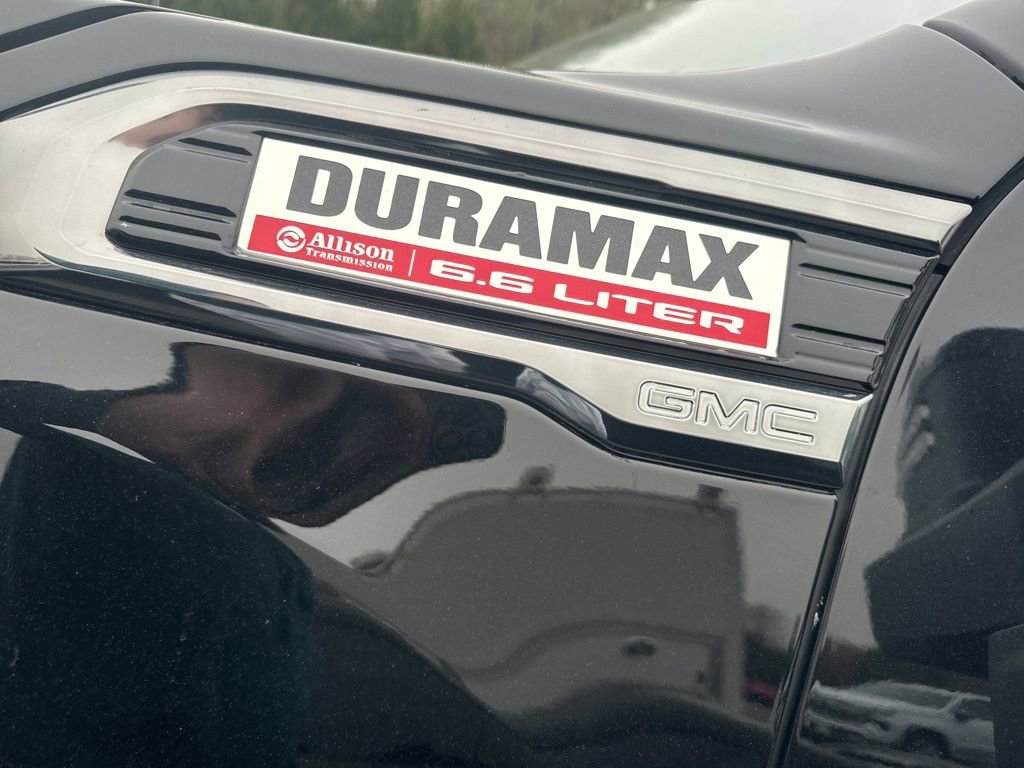 DURAMAX
Allison Transmission | 6.6 LITER
GMC